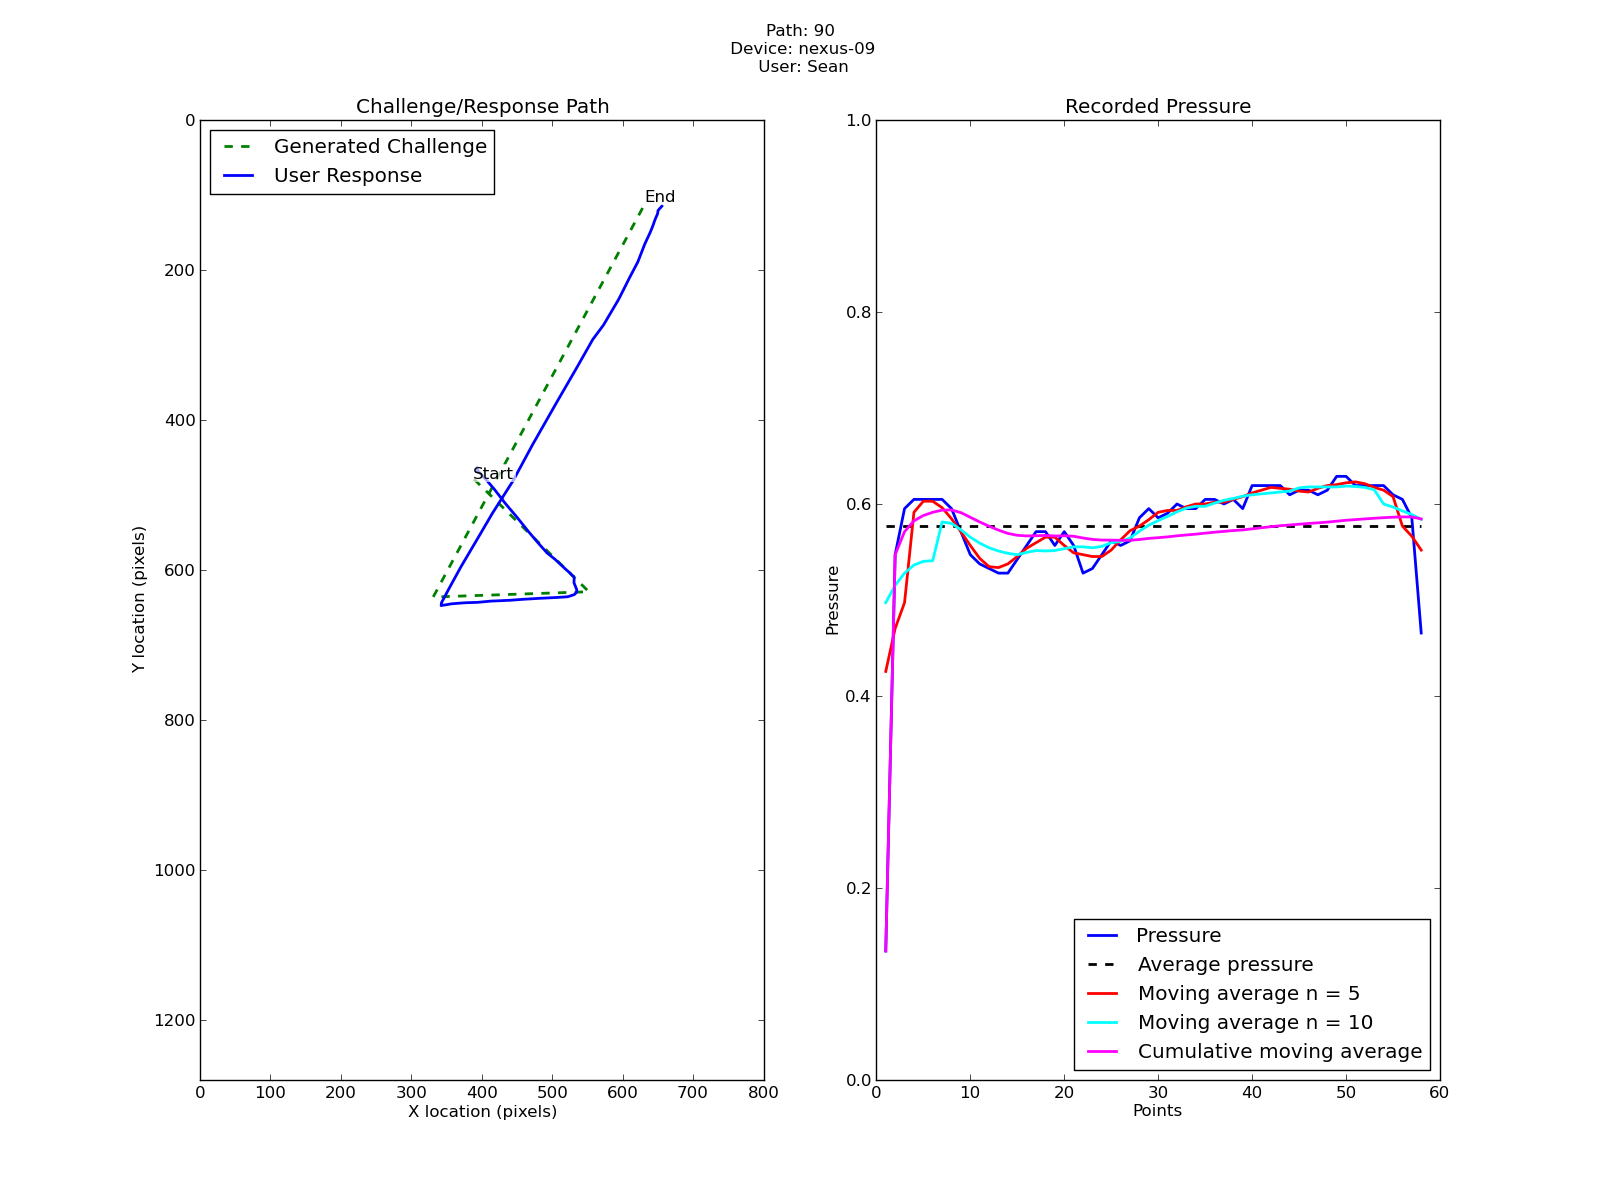 Path: 90
Device: nexus-09
User: Sean
Challenge/Response Path
Generated Challenge
User Response
End
Start
0
200
400
600
800
1000
1200
Y location (pixels)
0 100 200 300 400 500 600 700 800
X location (pixels)
Recorded Pressure
1.0
0.8
0.6
0.4
0.2
0.0
Pressure
Pressure
Average pressure
Moving average n = 5
Moving average n = 10
Cumulative moving average
0 10 20 30 40 50 60
Points